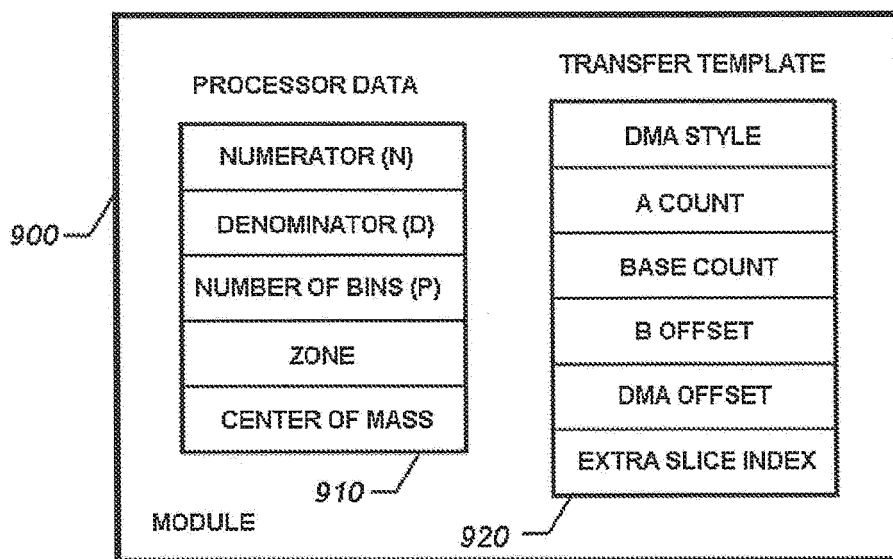 PROCESSOR DATA
NUMERATOR (N)
DENOMINATOR (D)
NUMBER OF BINS (P)
ZONE
CENTER OF MASS
910
TRANSFER TEMPLATE
DMA STYLE
A COUNT
BASE COUNT
B OFFSET
DMA OFFSET
EXTRA SLICE INDEX
920
900
MODULE